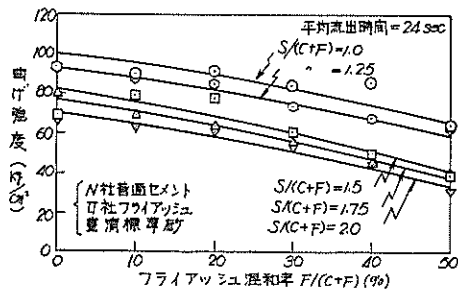 平均流出時間=24 sec
S/(C+F)=1.0
〃 =1.25
曲げ強度 (kg/cm²)
120
100
80
60
40
20
0
N社普通セメント
U社フライアッシュ
豊浦標準砂
S/(C+F)=1.5
S/(C+F)=1.75
S/(C+F)=2.0
0 10 20 30 40 50
フライアッシュ混和率 F/(C+F) (%)